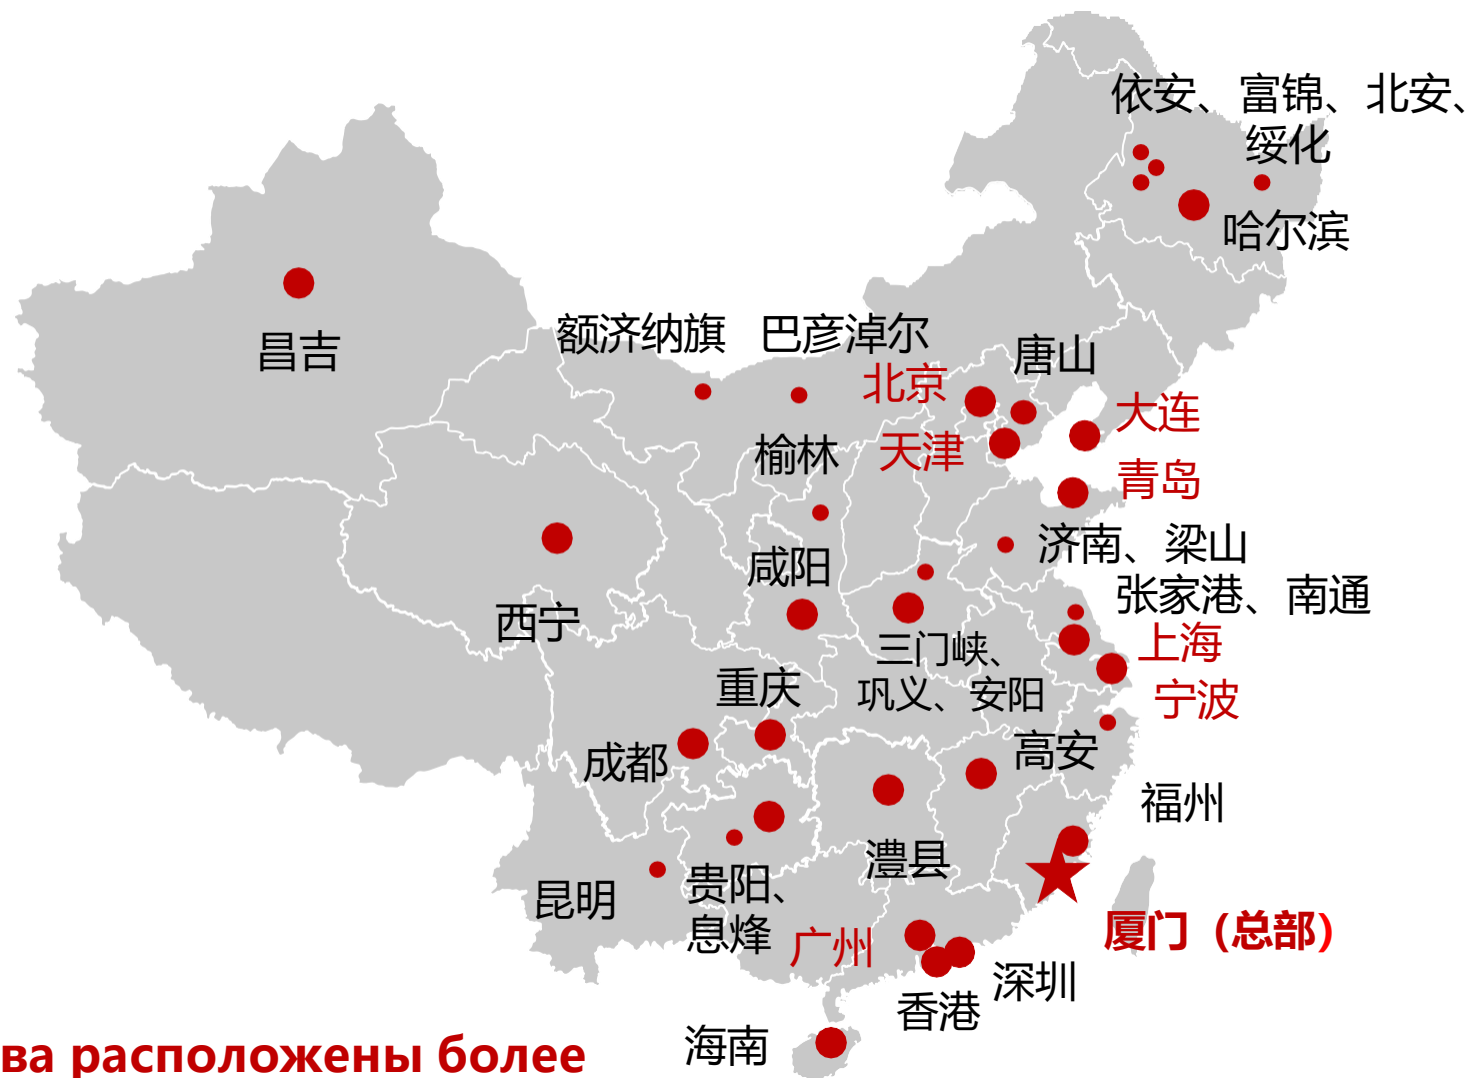 依安、富锦、北安、
绥化
哈尔滨
昌吉
额济纳旗
巴彦淖尔
唐山
北京
大连
天津
榆林
青岛
济南、梁山
咸阳
张家港、南通
西宁
上海
三门峡、
巩义、安阳
宁波
重庆
高安
成都
福州
澧县
贵阳、
息烽
昆明
厦门（总部）
广州
深圳
香港
海南
ва расположены более